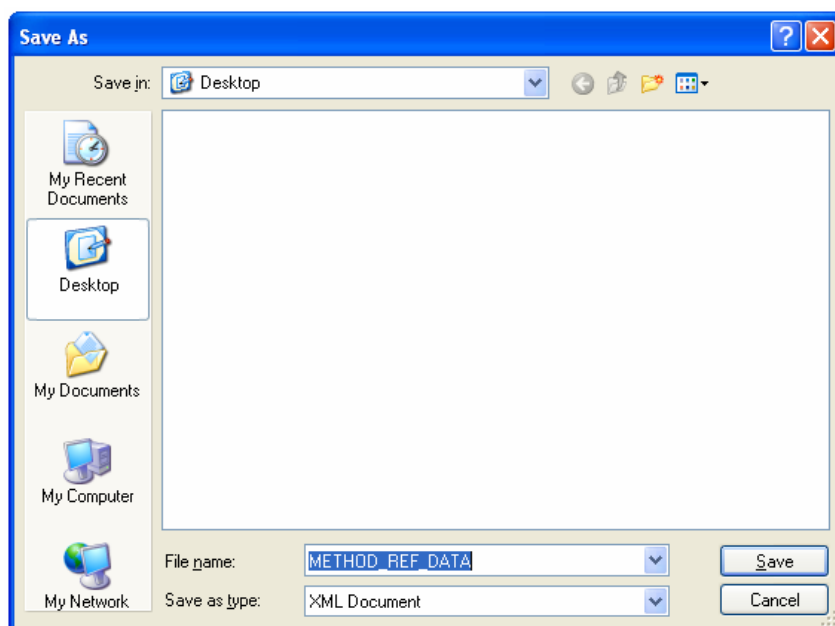 Save As
Save in: Desktop
My Recent
Documents
Desktop
My Documents
My Computer
My Network
File name: METHOD_REF_DATA Save
Save as type: XML Document Cancel